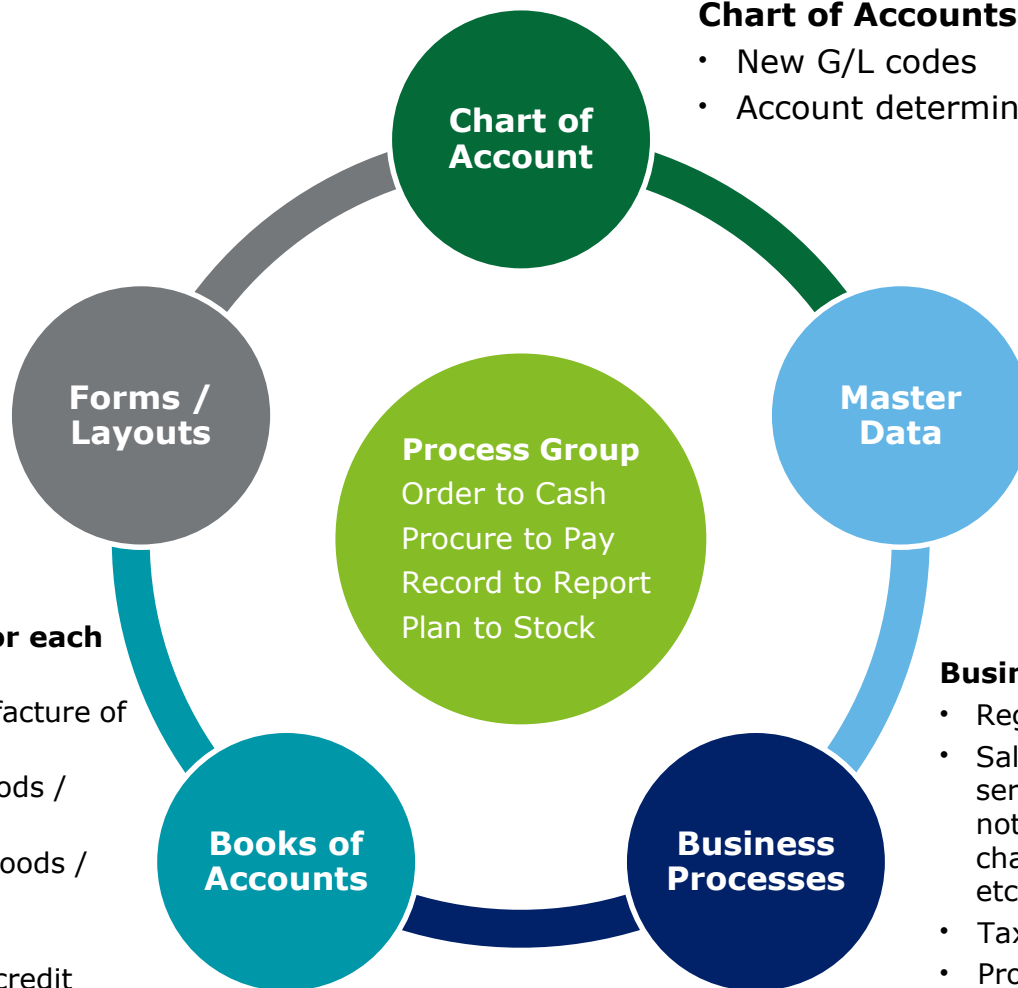 Chart of Accounts
• New G/L codes
• Account determin
Chart of
Account
Forms /
Layouts
Master
Data
Process Group
Order to Cash
Procure to Pay
Record to Report
Plan to Stock
or each
facture of
ods /
oods /
credit
Books of
Accounts
Business
Processes
Busin
• Reg
• Sal
ser
not
cha
etc
• Tax
• Pro